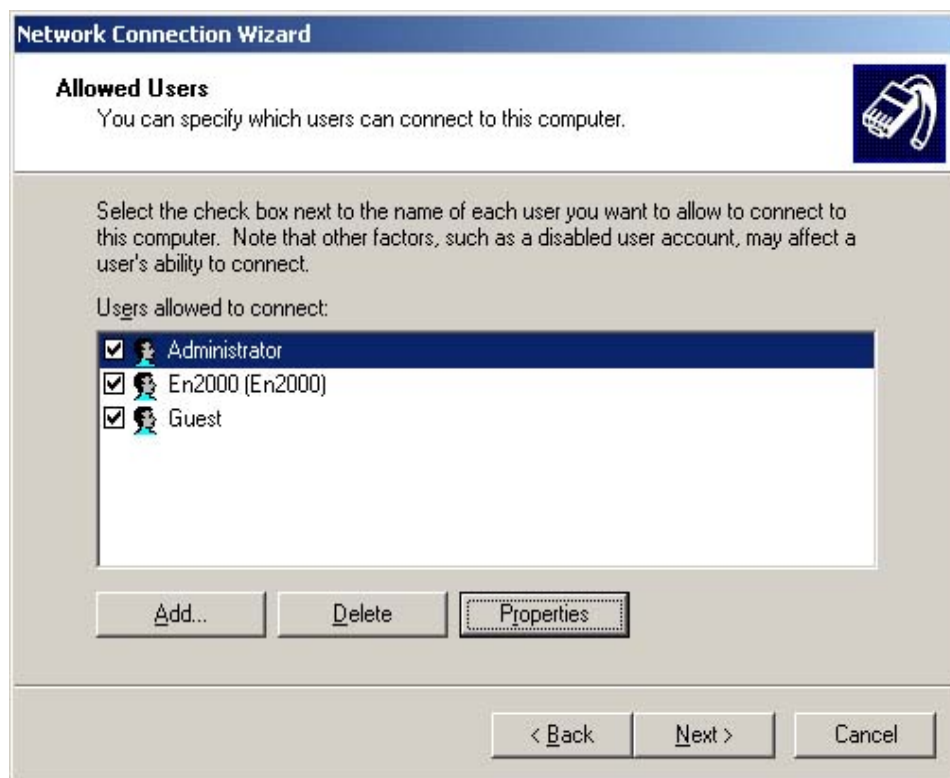 Network Connection Wizard
Allowed Users
You can specify which users can connect to this computer.
Select the check box next to the name of each user you want to allow to connect to
this computer.  Note that other factors, such as a disabled user account, may affect a
user's ability to connect.
Users allowed to connect:
Administrator
En2000 (En2000)
Guest
Add... Delete Properties
< Back Next > Cancel